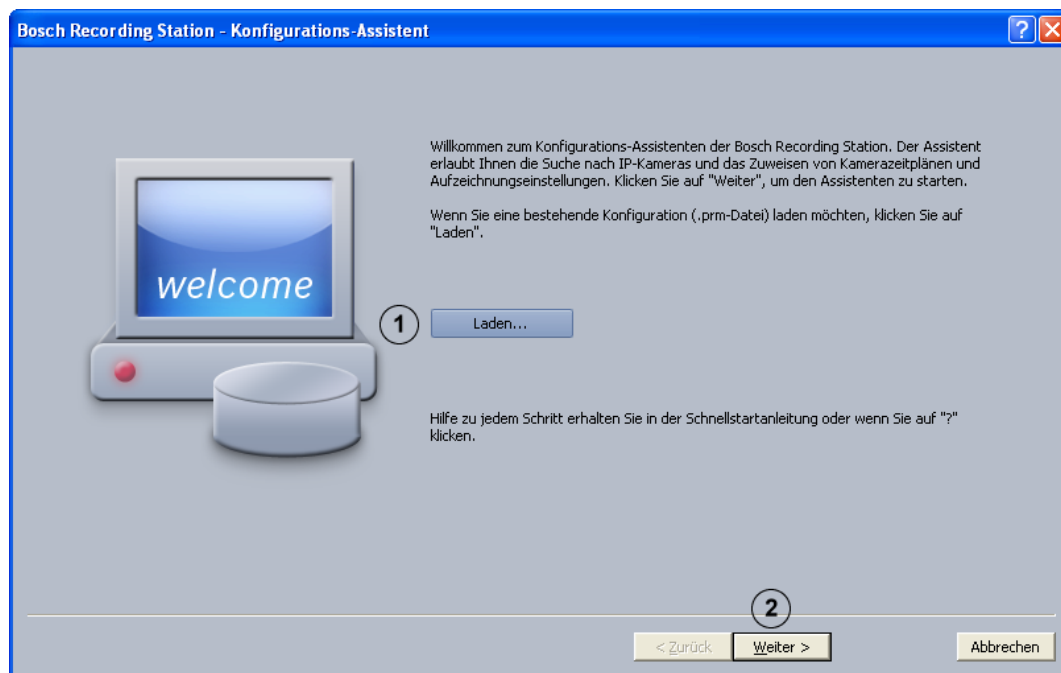 Bosch Recording Station - Konfigurations-Assistent
?
Willkommen zum Konfigurations-Assistenten der Bosch Recording Station. Der Assistent
erlaubt Ihnen die Suche nach IP-Kameras und das Zuweisen von Kamerazeitplänen und
Aufzeichnungseinstellungen. Klicken Sie auf "Weiter", um den Assistenten zu starten.
Wenn Sie eine bestehende Konfiguration (.prm-Datei) laden möchten, klicken Sie auf
"Laden".
welcome
1
Laden...
Hilfe zu jedem Schritt erhalten Sie in der Schnellstartanleitung oder wenn Sie auf "?"
klicken.
2
< Zurück
Weiter >
Abbrechen